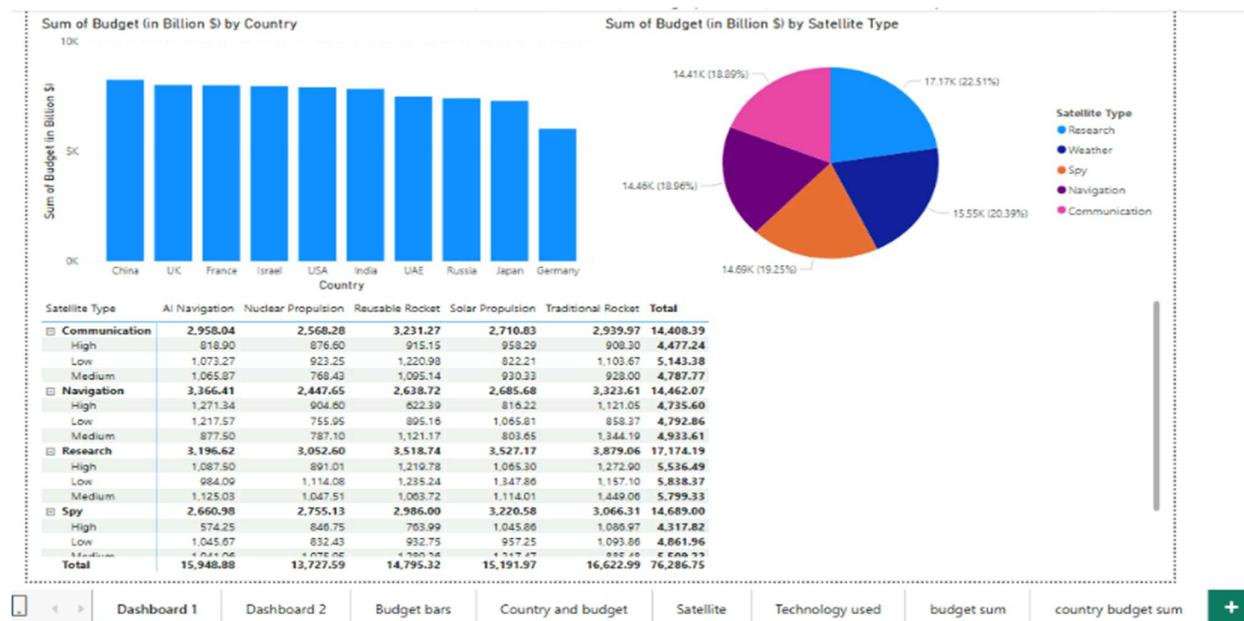 Sum of Budget (in Billion $) by Country
10K
5K
0K
Sum of Budget (in Billion $)
China UK France Israel USA India UAE Russia Japan Germany
Country
Sum of Budget (in Billion $) by Satellite Type
14.41K (18.89%)
17.17K (22.51%)
14.46K (18.96%)
15.55K (20.39%)
14.69K (19.25%)
Satellite Type
Research
Weather
Spy
Navigation
Communication
Satellite Type AI Navigation Nuclear Propulsion Reusable Rocket Solar Propulsion Traditional Rocket Total
Communication 2,958.04 2,568.28 3,231.27 2,710.83 2,939.97 14,408.39
High 818.90 876.60 915.15 958.29 908.30 4,477.24
Low 1,073.27 923.25 1,220.98 822.21 1,103.67 5,143.38
Medium 1,065.87 768.43 1,095.14 930.33 928.00 4,787.77
Navigation 3,366.41 2,447.65 2,638.72 2,685.68 3,323.61 14,462.07
High 1,271.34 904.60 622.39 816.22 1,121.05 4,735.60
Low 1,217.57 755.95 895.16 1,065.81 858.37 4,792.86
Medium 877.50 787.10 1,121.17 803.65 1,344.19 4,933.61
Research 3,196.62 3,052.60 3,518.74 3,527.17 3,879.06 17,174.19
High 1,087.50 891.01 1,219.78 1,065.30 1,272.90 5,536.49
Low 984.09 1,114.08 1,235.24 1,347.86 1,157.10 5,838.37
Medium 1,125.03 1,047.51 1,063.72 1,114.01 1,449.06 5,799.33
Spy 2,660.98 2,755.13 2,986.00 3,220.58 3,066.31 14,689.00
High 574.25 846.75 763.99 1,045.86 1,086.97 4,317.82
Low 1,045.67 832.43 932.75 957.25 1,093.86 4,861.96
Medium
Total 15,948.88 13,727.59 14,795.32 15,191.97 16,622.99 76,286.75
Dashboard 1 Dashboard 2 Budget bars Country and budget Satellite Technology used budget sum country budget sum